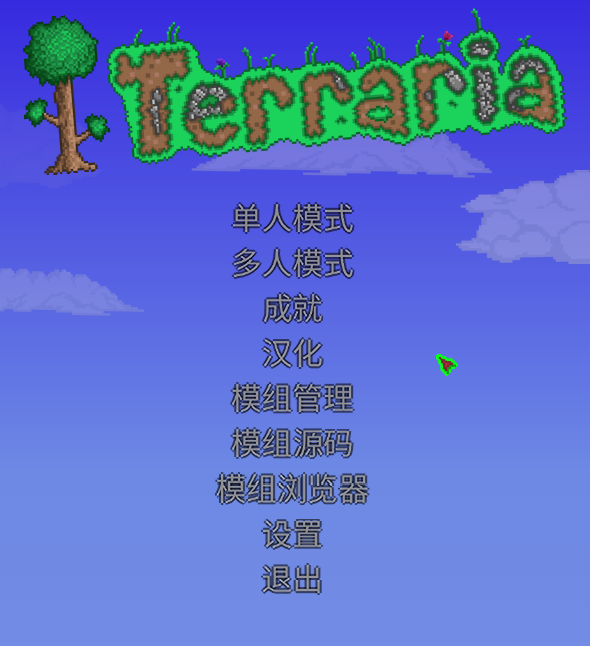 Terraria
单人模式
多人模式
成就
汉化
模组管理
模组源码
模组浏览器
设置
退出